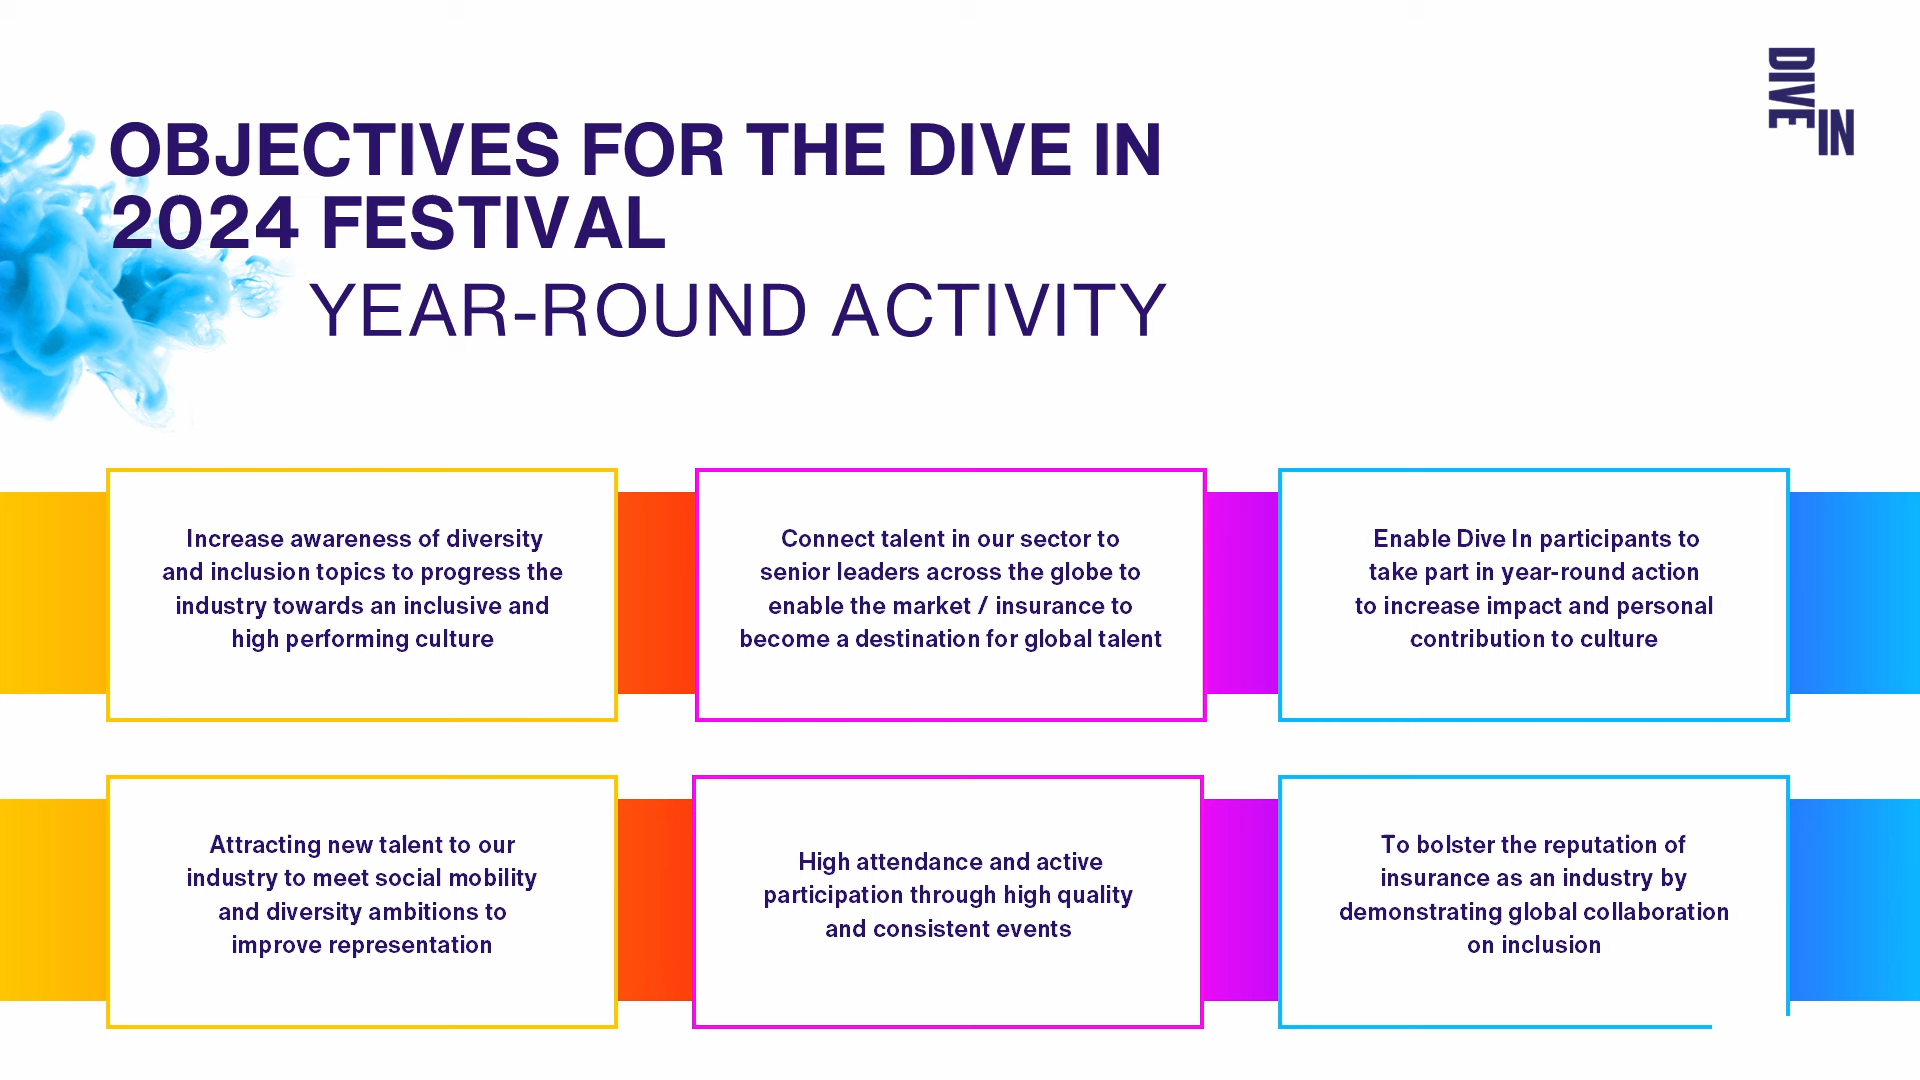 DIVE
IN
OBJECTIVES FOR THE DIVE IN
2024 FESTIVAL
YEAR-ROUND ACTIVITY
Increase awareness of diversity
and inclusion topics to progress the
industry towards an inclusive and
high performing culture
Connect talent in our sector to
senior leaders across the globe to
enable the market / insurance to
become a destination for global talent
Enable Dive In participants to
take part in year-round action
to increase impact and personal
contribution to culture
Attracting new talent to our
industry to meet social mobility
and diversity ambitions to
improve representation
High attendance and active
participation through high quality
and consistent events
To bolster the reputation of
insurance as an industry by
demonstrating global collaboration
on inclusion